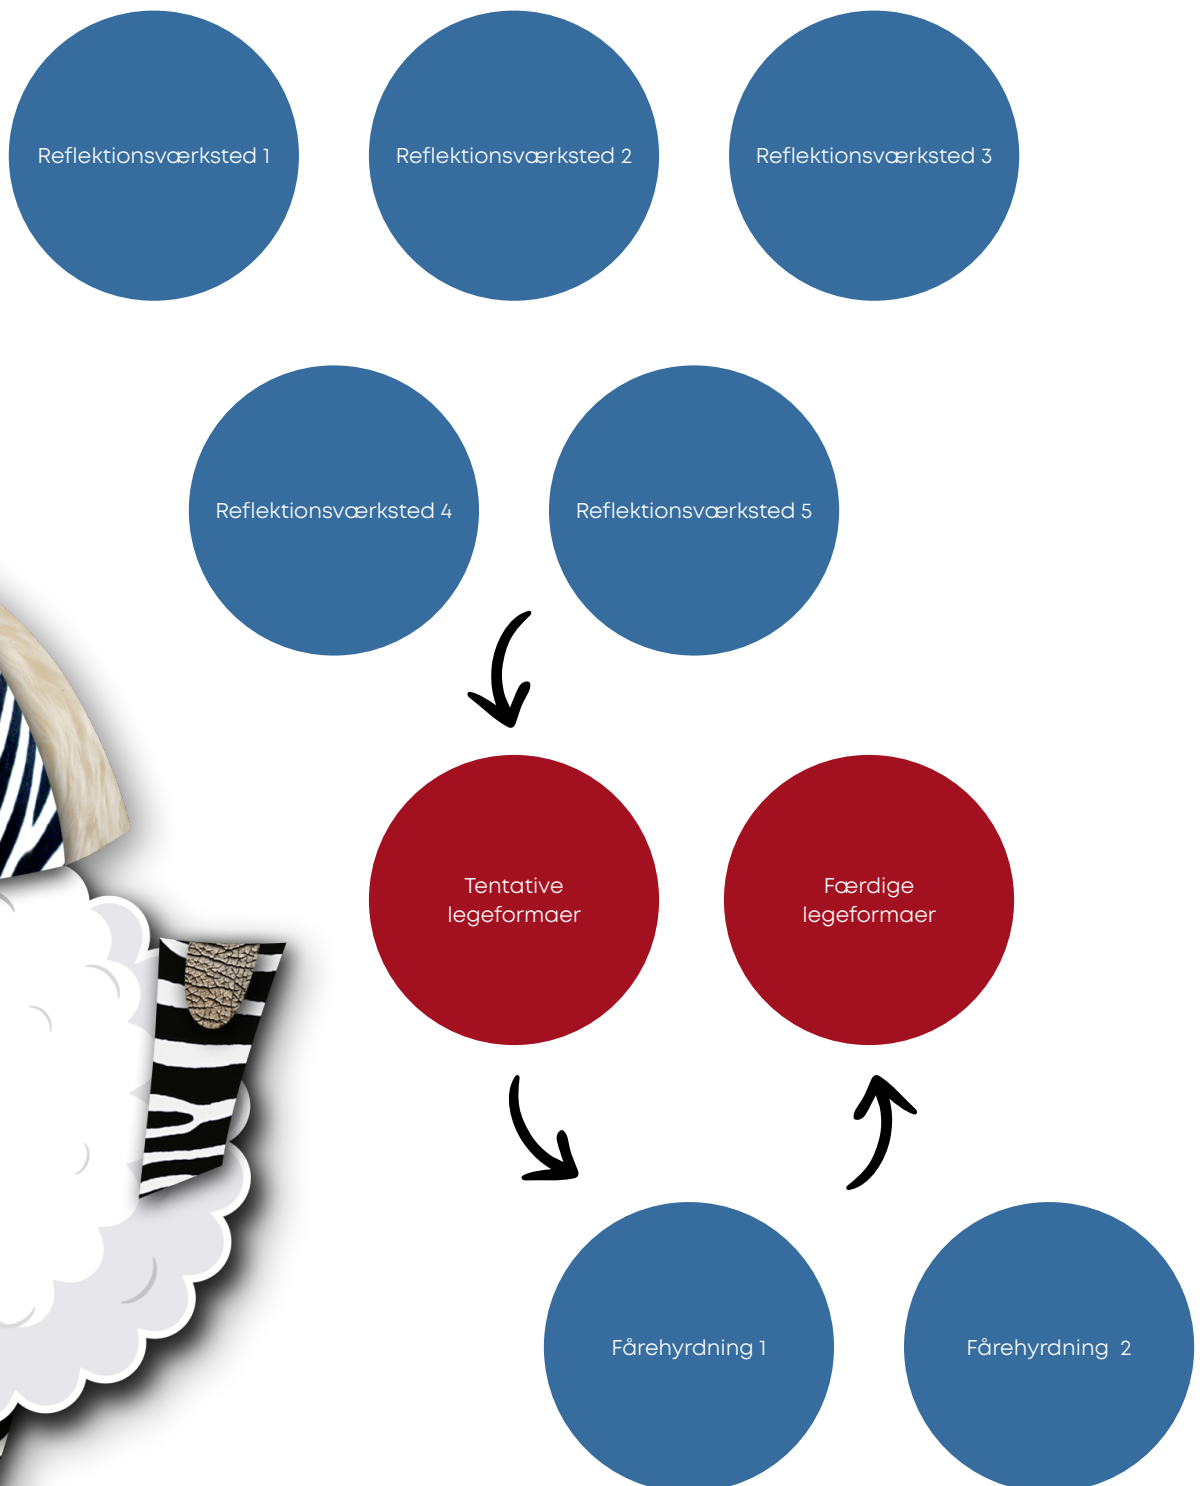 Reflektionsværksted 1
Reflektionsværksted 2
Reflektionsværksted 3
Reflektionsværksted 4
Reflektionsværksted 5
Tentative
legeformaer
Færdige
legeformaer
Fårehyrdning 1
Fårehyrdning 2